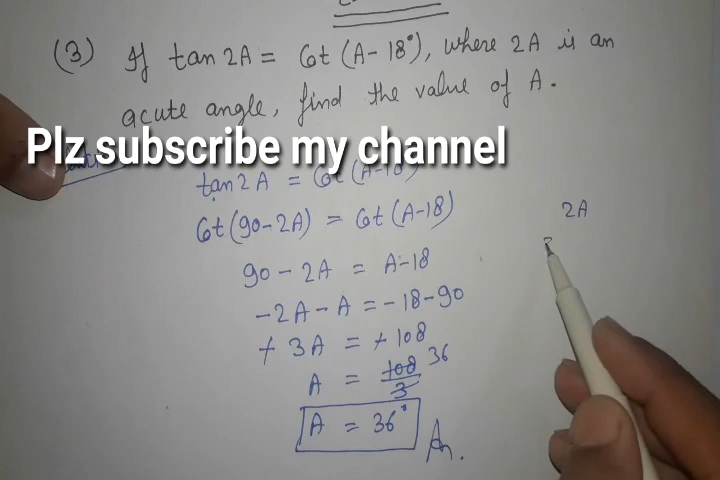 (3) If tan 2A = Cot (A - 18°), where 2A is an
acute angle, find the value of A.
Plz subscribe my channel
tan 2A = Cot (A-18)
Cot (90 - 2A) = Cot (A-18)
2A
90 - 2A = A-18
-2A - A = -18-90
+ 3A = + 108
A = 108/3 36
A = 36° An.